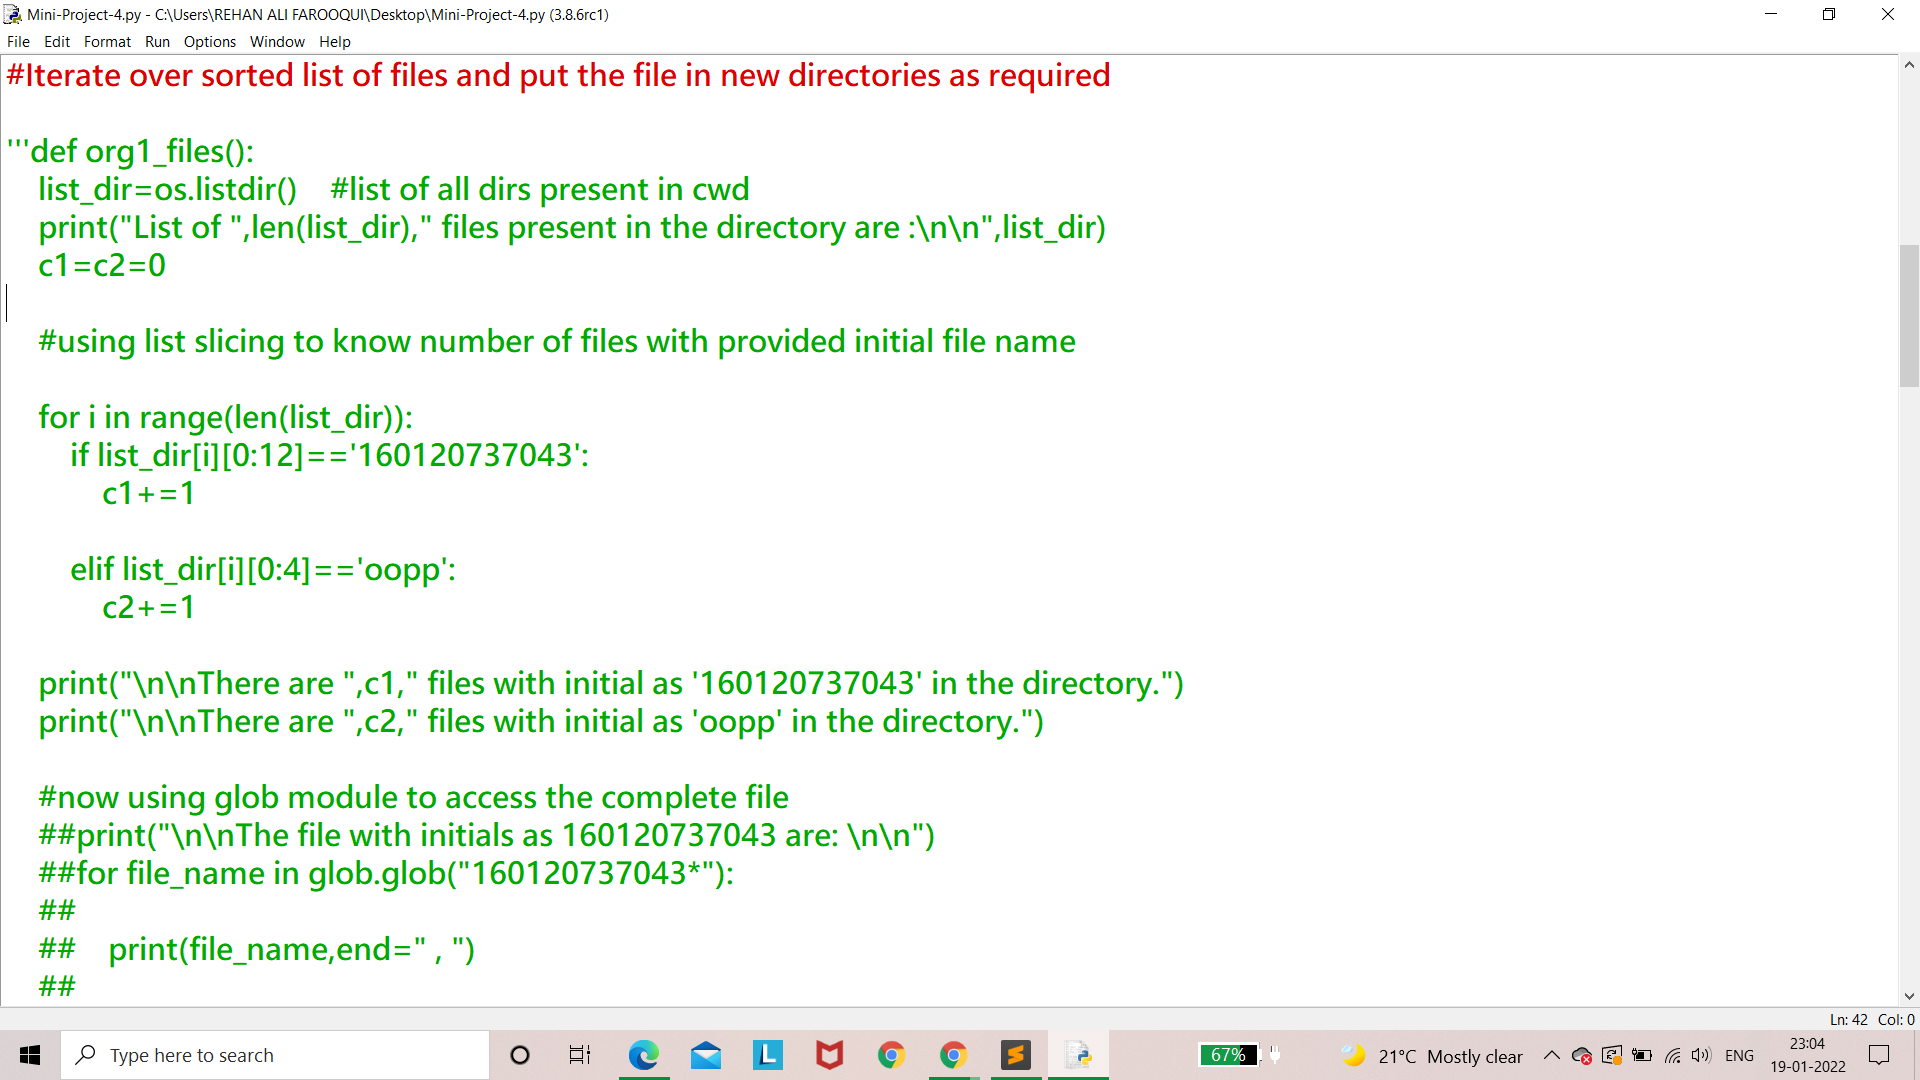 Mini-Project-4.py - C:\Users\REHAN ALI FAROOQUI\Desktop\Mini-Project-4.py (3.8.6rc1)
File Edit Format Run Options Window Help
#Iterate over sorted list of files and put the file in new directories as required
'''def org1_files():
    list_dir=os.listdir()    #list of all dirs present in cwd
    print("List of ",len(list_dir)," files present in the directory are :\n\n",list_dir)
    c1=c2=0
    #using list slicing to know number of files with provided initial file name
    for i in range(len(list_dir)):
        if list_dir[i][0:12]=='160120737043':
            c1+=1
        elif list_dir[i][0:4]=='oopp':
            c2+=1
    print("\n\nThere are ",c1," files with initial as '160120737043' in the directory.")
    print("\n\nThere are ",c2," files with initial as 'oopp' in the directory.")
    #now using glob module to access the complete file
    ##print("\n\nThe file with initials as 160120737043 are: \n\n")
    ##for file_name in glob.glob("160120737043*"):
    ##
    ##    print(file_name,end=" , ")
    ##
Ln: 42 Col: 0
Type here to search
L
67%
21°C Mostly clear
ENG
23:04
19-01-2022